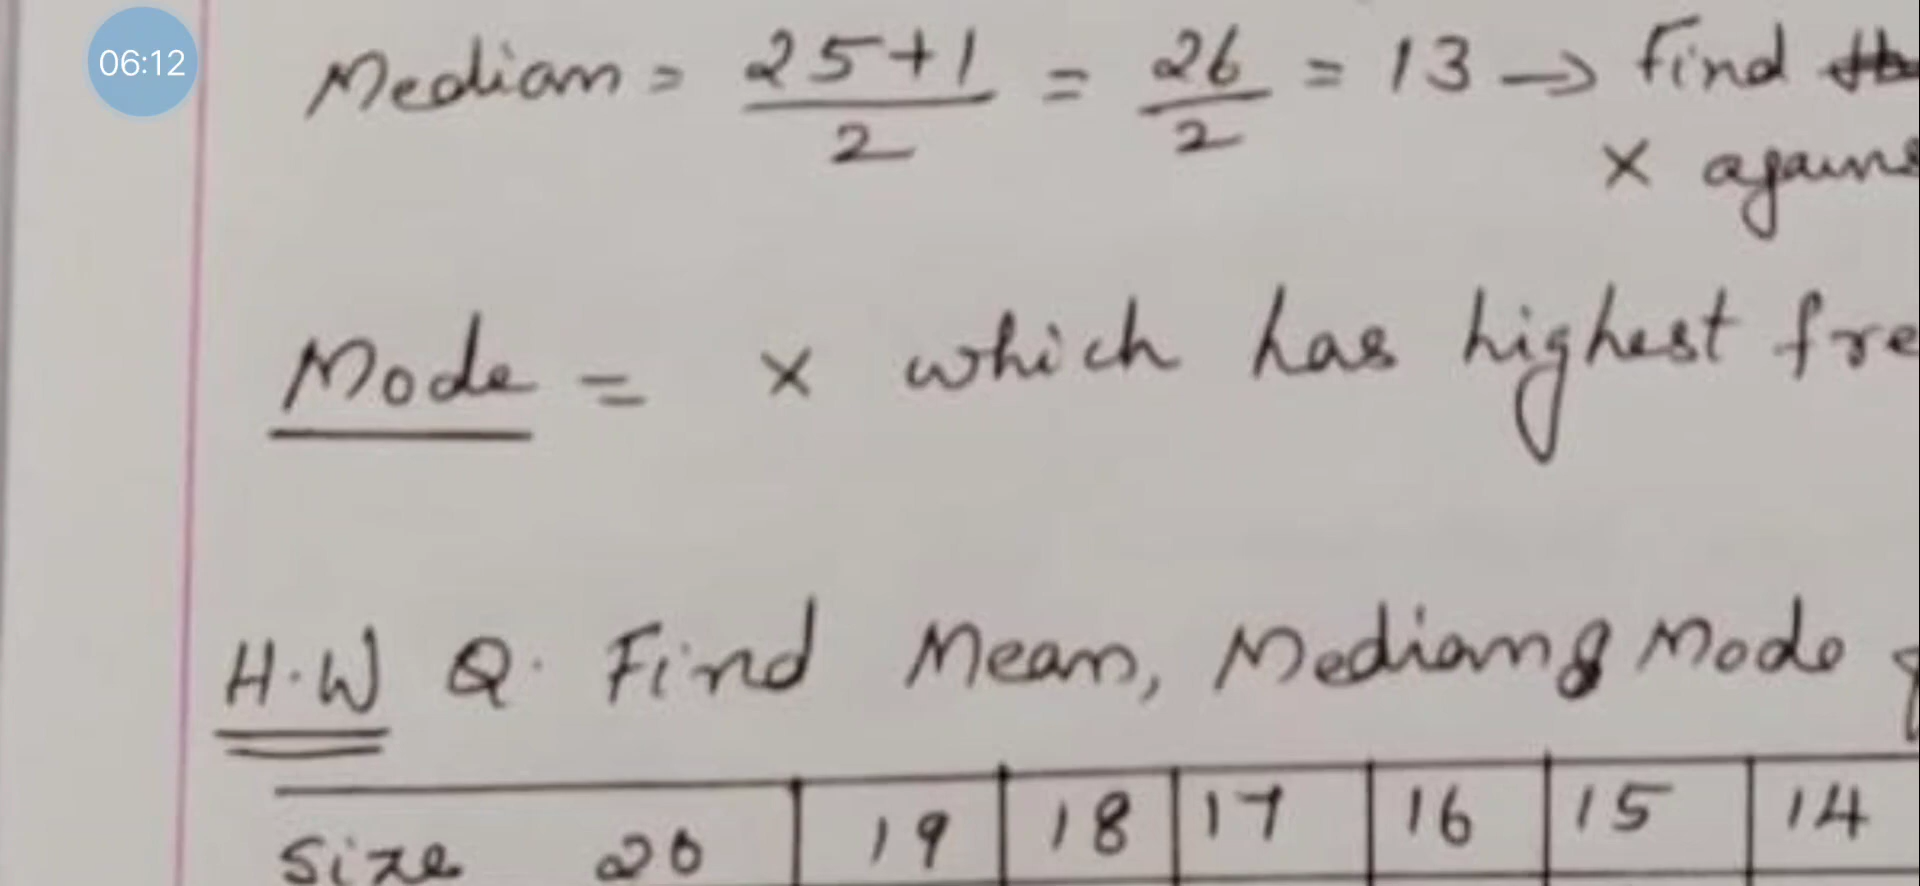 06:12
Median = 25+1/2 = 26/2 = 13 → Find
x
Mode = x which has highest
H.W Q. Find Mean, Median & Mode
Size 20 19 18 17 16 15 14